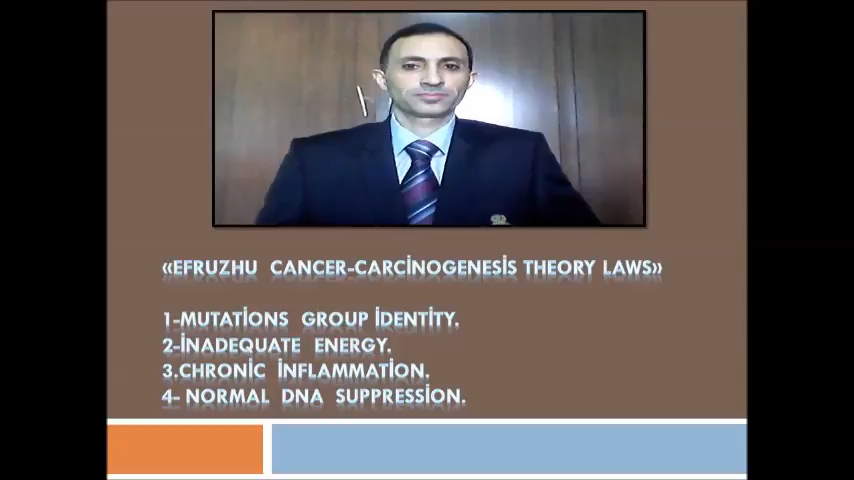 «EFRUZHU CANCER-CARCİNOGENESİS THEORY LAWS»
1-MUTATİONS GROUP İDENTİTY.
2-İNADEQUATE ENERGY.
3.CHRONİC İNFLAMMATİON.
4- NORMAL DNA SUPPRESSİON.